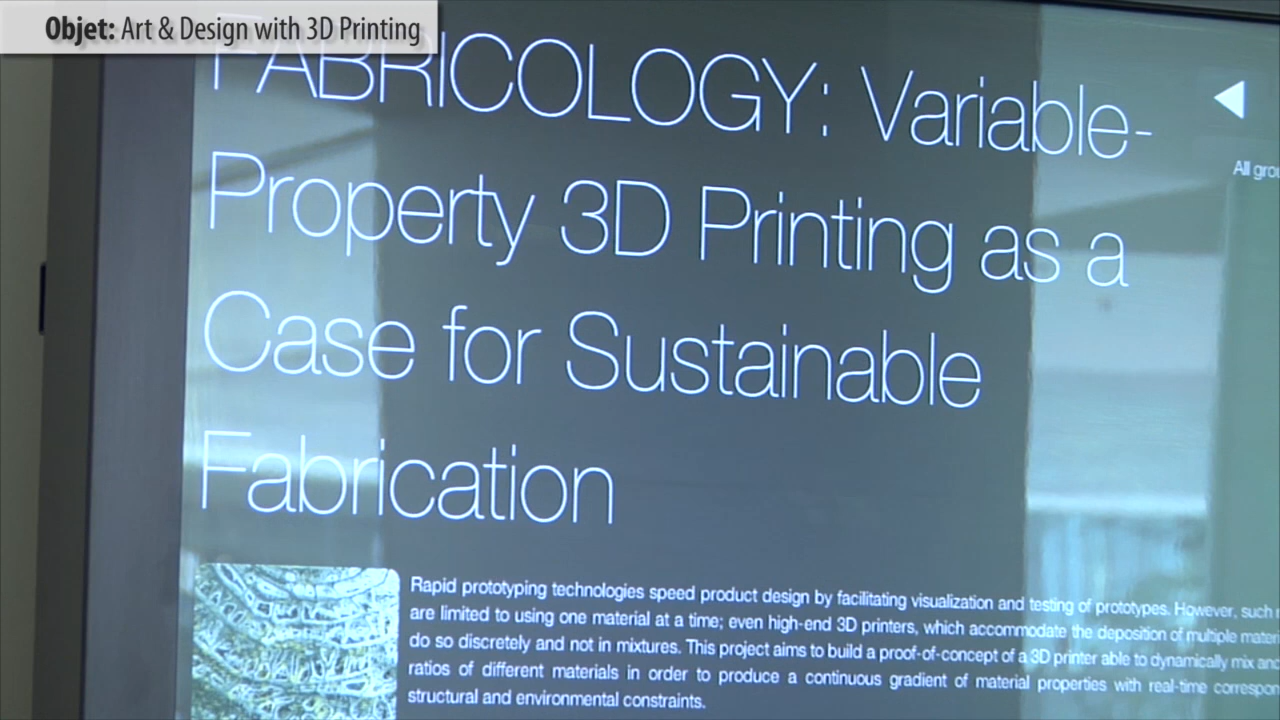 Objet: Art & Design with 3D Printing
FABRICOLOGY: Variable-
Property 3D Printing as a
Case for Sustainable
Fabrication
All
Rapid prototyping technologies speed product design by facilitating visualization and testing of prototypes. However, such
are limited to using one material at a time; even high-end 3D printers, which accommodate the deposition of multiple
do so discretely and not in mixtures. This project aims to build a proof-of-concept of a 3D printer able to dynamically mix and
ratios of different materials in order to produce a continuous gradient of material properties with real-time
structural and environmental constraints.